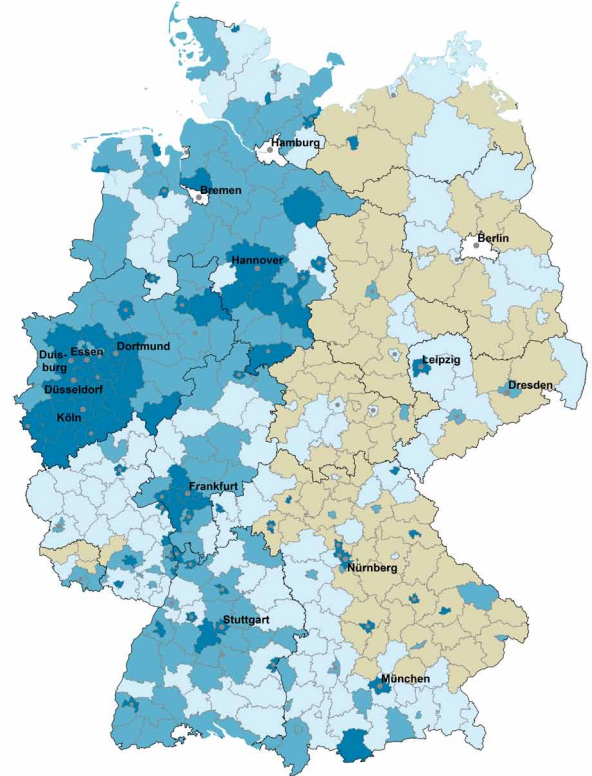 Hamburg
Bremen
Berlin
Hannover
Duis-
burg
Essen
Dortmund
Düsseldorf
Köln
Leipzig
Dresden
Frankfurt
Nürnberg
Stuttgart
München